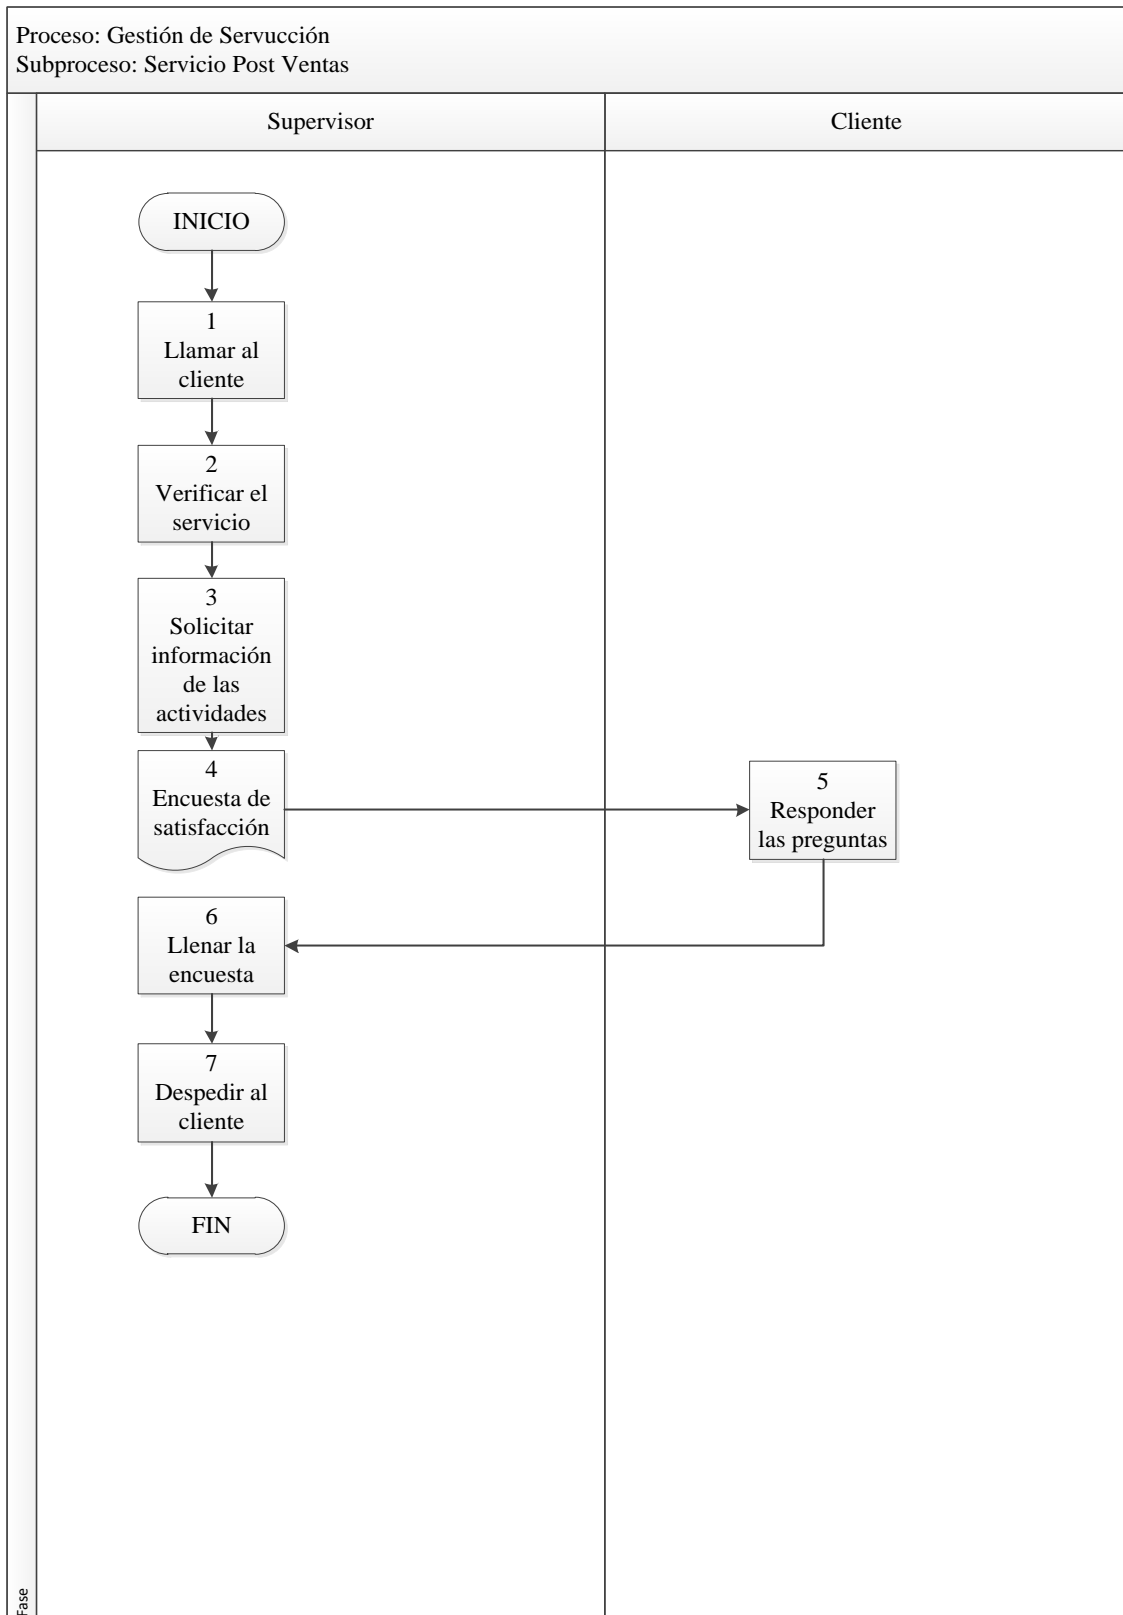 Proceso: Gestión de Servucción
Subproceso: Servicio Post Ventas
Supervisor
Cliente
INICIO
1
Llamar al
cliente
2
Verificar el
servicio
3
Solicitar
información
de las
actividades
4
Encuesta de
satisfacción
5
Responder
las preguntas
6
Llenar la
encuesta
7
Despedir al
cliente
FIN
Fase